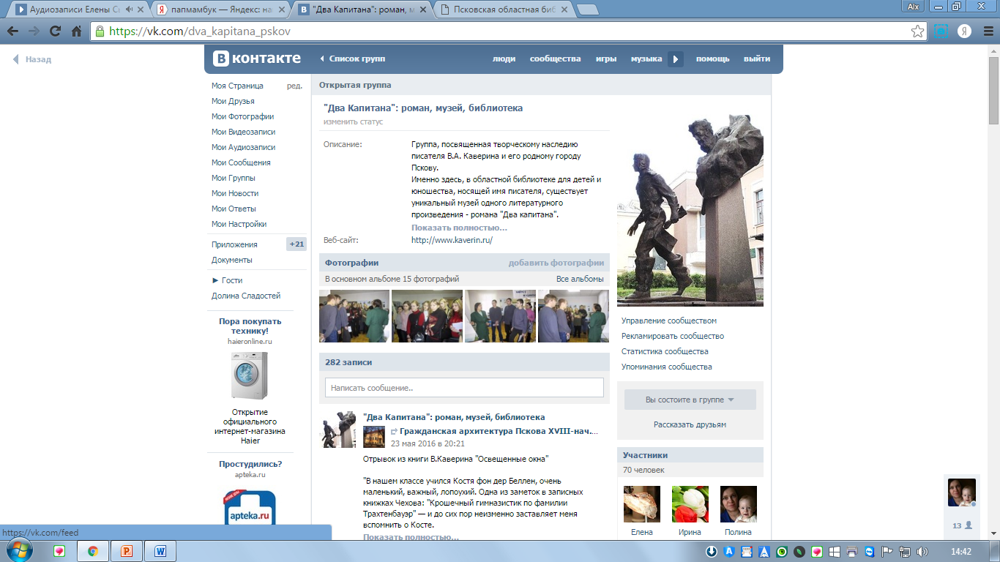 Аудиозаписи Елены Сы
папмамбук — Яндекс: на
"Два Капитана": роман, м
Псковская областная биб
Alx
https://vk.com/dva_kapitana_pskov
Назад
В контакте
Список групп
люди
сообщества
игры
музыка
помощь
выйти
Моя Страница
ред.
Мои Друзья
Мои Фотографии
Мои Видеозаписи
Мои Аудиозаписи
Мои Сообщения
Мои Группы
Мои Новости
Мои Ответы
Мои Настройки
Приложения
+21
Документы
► Гости
Долина Сладостей
Пора покупать
технику!
haieronline.ru
Открытие
официального
интернет-магазина
Haier
Простудились?
apteka.ru
apteka.ru
Открытая группа
"Два Капитана": роман, музей, библиотека
изменить статус
Описание:
Группа, посвященная творческому наследию
писателя В.А. Каверина и его родному городу
Пскову.
Именно здесь, в областной библиотеке для детей и
юношества, носящей имя писателя, существует
уникальный музей одного литературного
произведения - романа "Два капитана".
Показать полностью...
Веб-сайт:
http://www.kaverin.ru/
Фотографии
добавить фотографии
В основном альбоме 15 фотографий
Все альбомы
282 записи
Написать сообщение..
"Два Капитана": роман, музей, библиотека
Гражданская архитектура Пскова XVIII-нач....
23 мая 2016 в 20:21
Отрывок из книги В.Каверина "Освещенные окна"
"В нашем классе учился Костя фон дер Беллен, очень
маленький, важный, лопоухий. Одна из заметок в записных
книжках Чехова: "Крошечный гимназистик по фамилии
Трахтенбауэр" — и до сих пор неизменно заставляет меня
вспомнить о Косте.
Показать полностью...
Управление сообществом
Рекламировать сообщество
Статистика сообщества
Упоминания сообщества
Вы состоите в группе
Рассказать друзьям
Участники
70 человек
Елена
Ирина
Полина
13
https://vk.com/feed
14:42